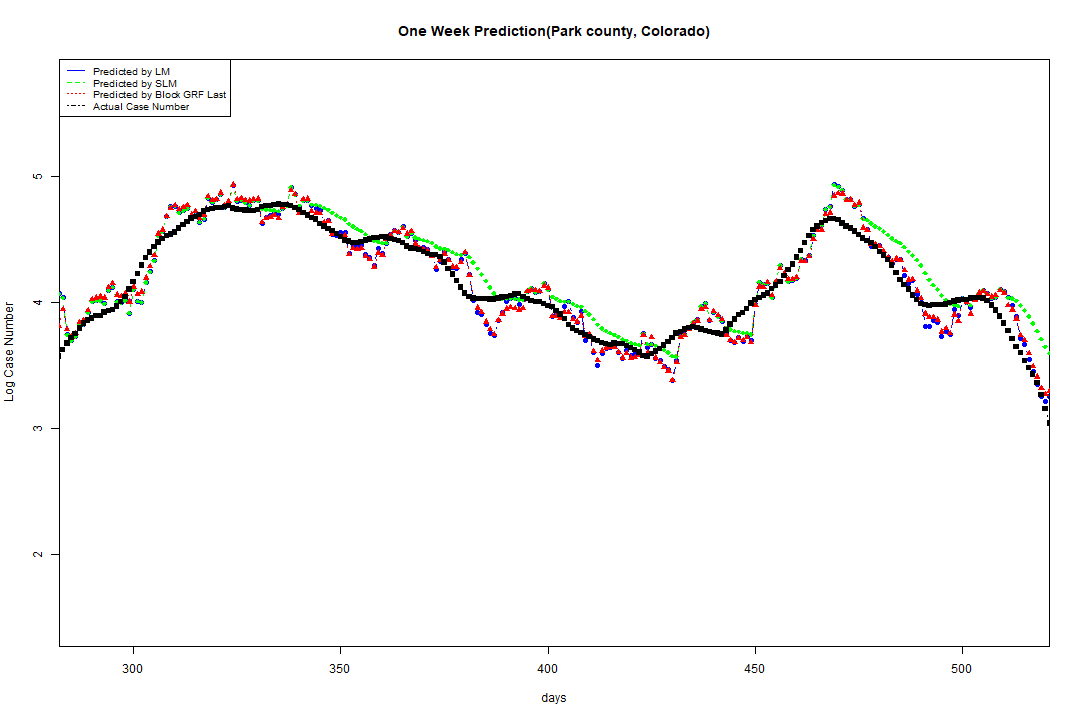 One Week Prediction(Park county, Colorado)
Predicted by LM
Predicted by SLM
Predicted by Block GRF Last
Actual Case Number
5
4
3
2
Log Case Number
300 350 400 450 500
days